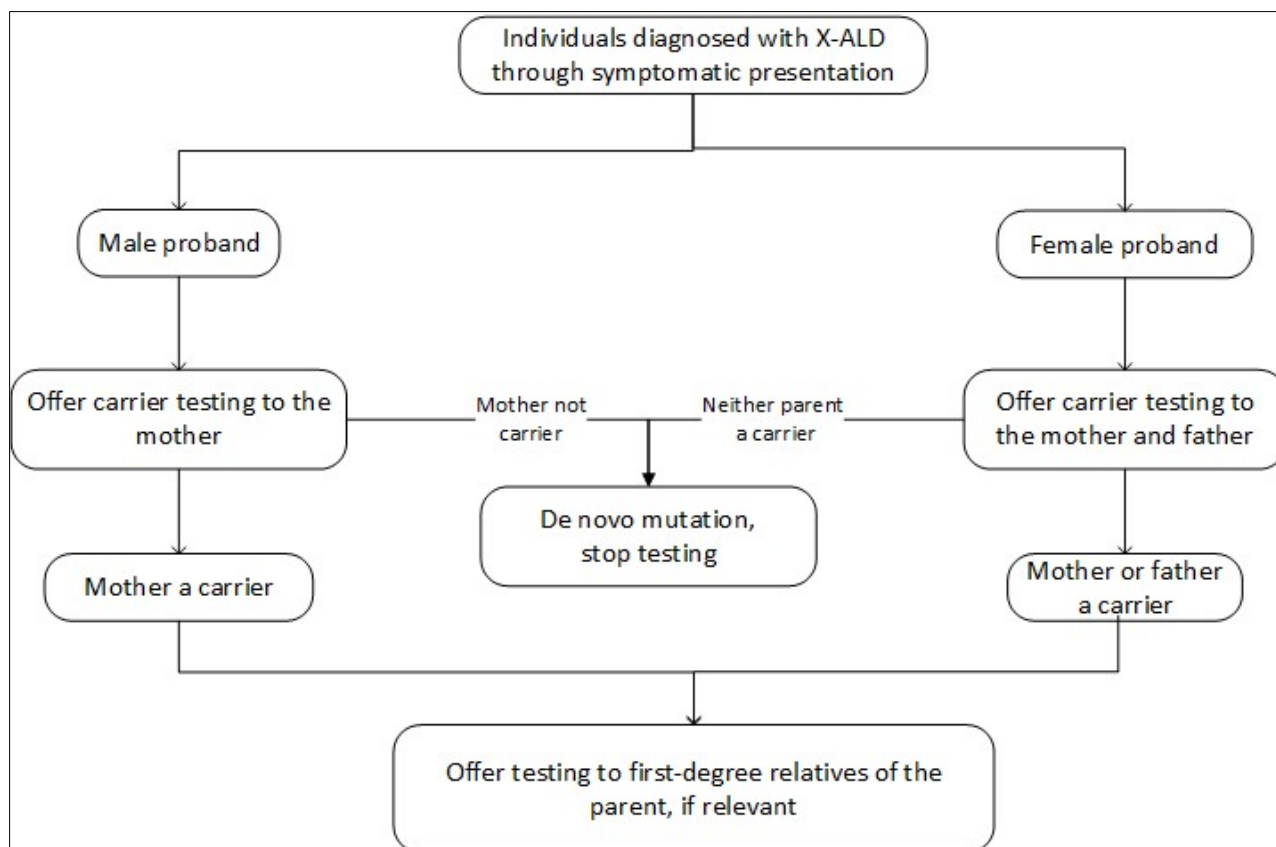 Individuals diagnosed with X-ALD
through symptomatic presentation
Male proband
Female proband
Offer carrier testing to the
mother
Mother not
carrier
Neither parent
a carrier
Offer carrier testing to
the mother and father
De novo mutation,
stop testing
Mother a carrier
Mother or father
a carrier
Offer testing to first-degree relatives of the
parent, if relevant